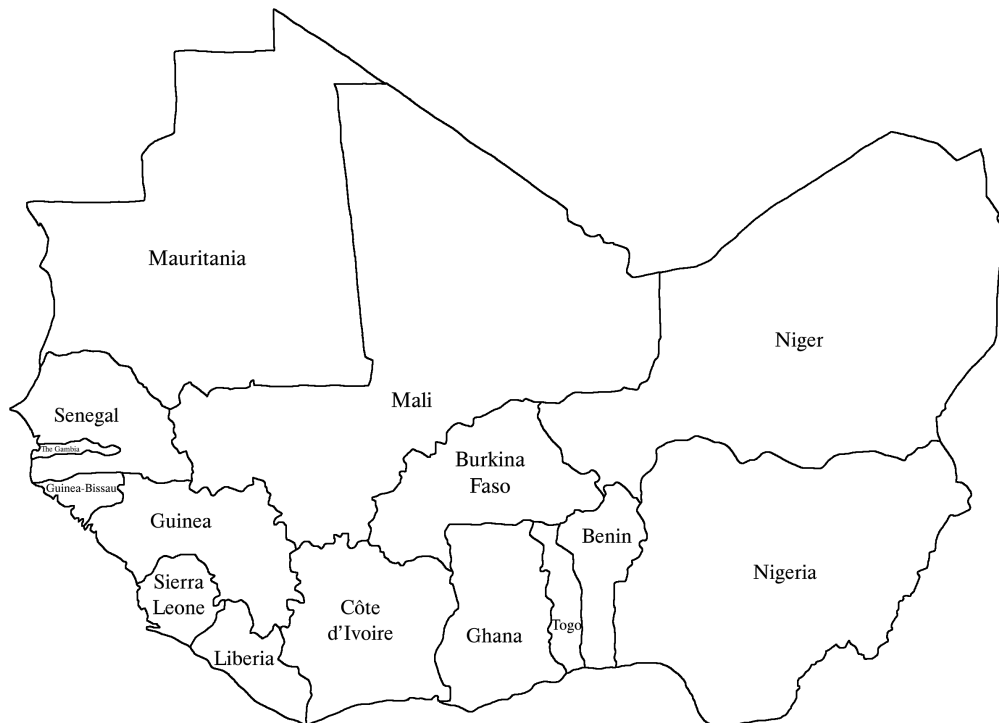 Mauritania
Niger
Mali
Senegal
The Gambia
Burkina
Faso
Guinea-Bissau
Guinea
Benin
Nigeria
Sierra
Leone
Côte
d'Ivoire
Ghana
Togo
Liberia